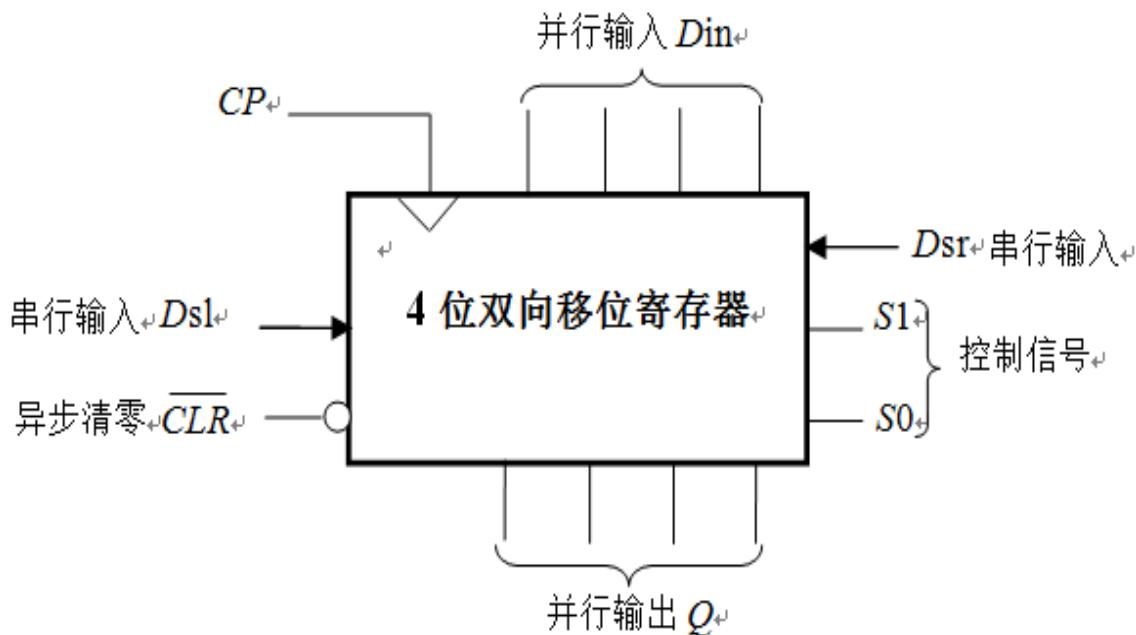 并行输入 Din↵
CP↵
↵
Dsr↵ 串行输入↵
串行输入↵ Dsl↵
4 位双向移位寄存器↵
S1↵
控制信号↵
异步清零↵ \overline{CLR}↵
S0↵
并行输出 Q↵